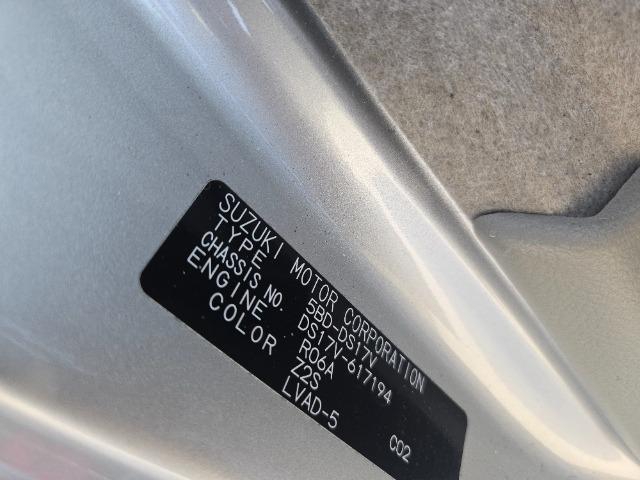 SUZUKI MOTOR CORPORATION
TYPE 5BD-DS17V
CHASSIS NO. DS17V-617194
ENGINE R06A
COLOR Z2S
LVAD-5 C02